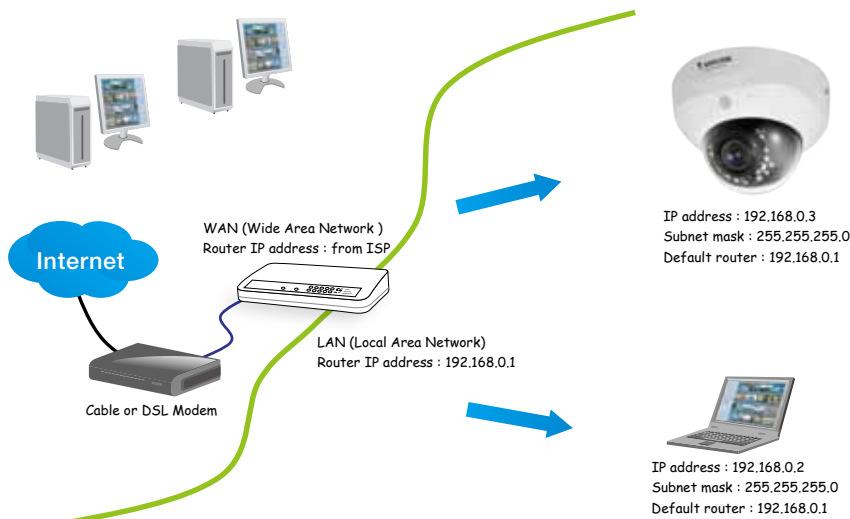 IP address : 192.168.0.3
Subnet mask : 255.255.255.0
Default router : 192.168.0.1
WAN (Wide Area Network )
Router IP address : from ISP
Internet
LAN (Local Area Network)
Router IP address : 192.168.0.1
Cable or DSL Modem
IP address : 192.168.0.2
Subnet mask : 255.255.255.0
Default router : 192.168.0.1